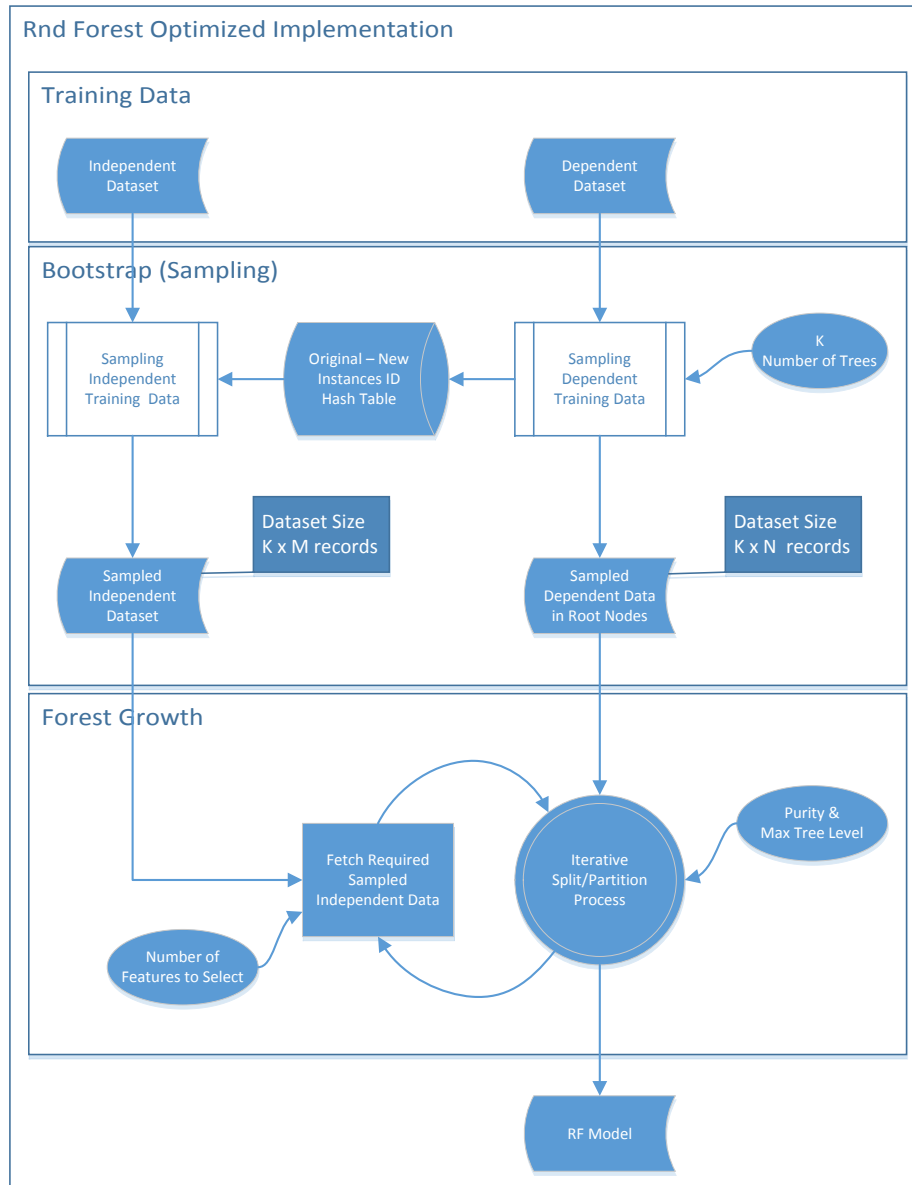 Rnd Forest Optimized Implementation
Training Data
Independent
Dataset
Dependent
Dataset
Bootstrap (Sampling)
Sampling
Independent
Training Data
Original – New
Instances ID
Hash Table
Sampling
Dependent
Training Data
K
Number of Trees
Dataset Size
K x M records
Dataset Size
K x N records
Sampled
Independent
Dataset
Sampled
Dependent Data
in Root Nodes
Forest Growth
Fetch Required
Sampled
Independent Data
Iterative
Split/Partition
Process
Purity &
Max Tree Level
Number of
Features to Select
RF Model